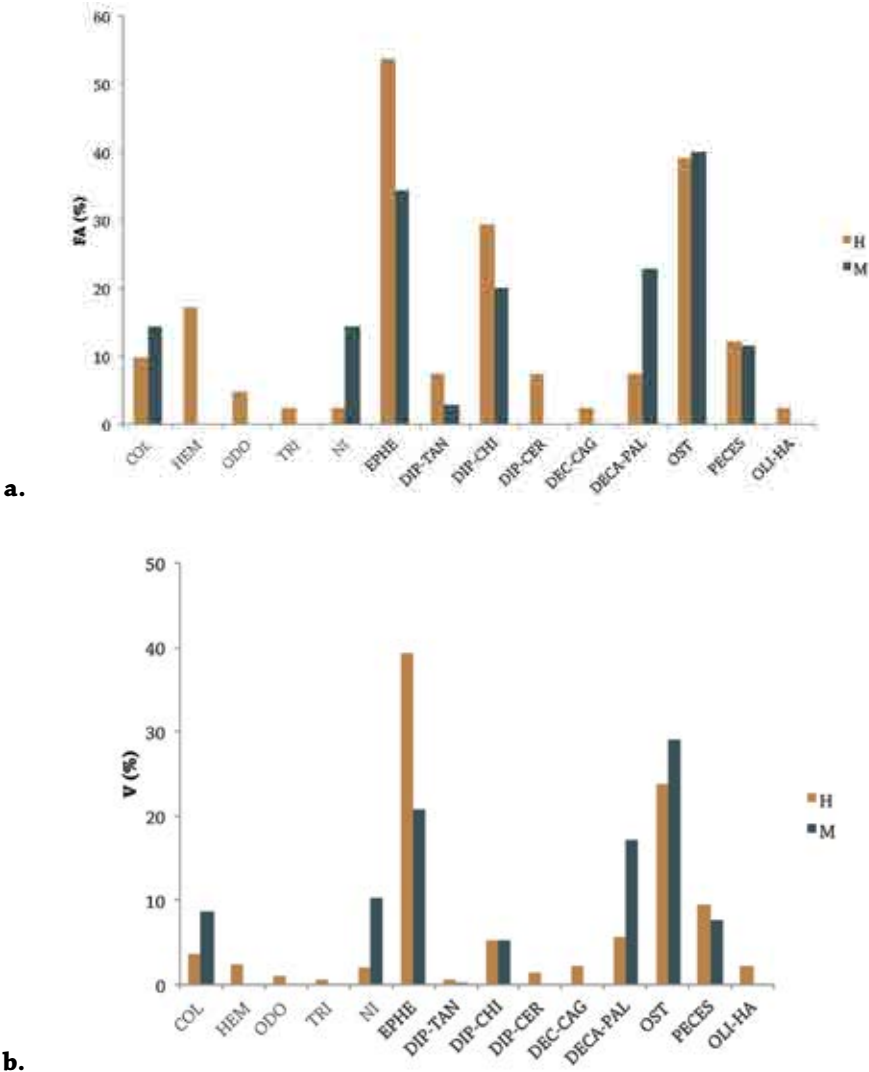 60
50
40
30
20
10
0
FA (%)
COL
HEM
ODO
TRI
NI
EPHE
DIP-TAN
DIP-CHI
DIP-CER
DEC-CAG
DECA-PAL
OST
PECES
OLI-HA
H
M
a.
50
40
30
20
10
0
V (%)
COL
HEM
ODO
TRI
NI
EPHE
DIP-TAN
DIP-CHI
DIP-CER
DEC-CAG
DECA-PAL
OST
PECES
OLI-HA
H
M
b.